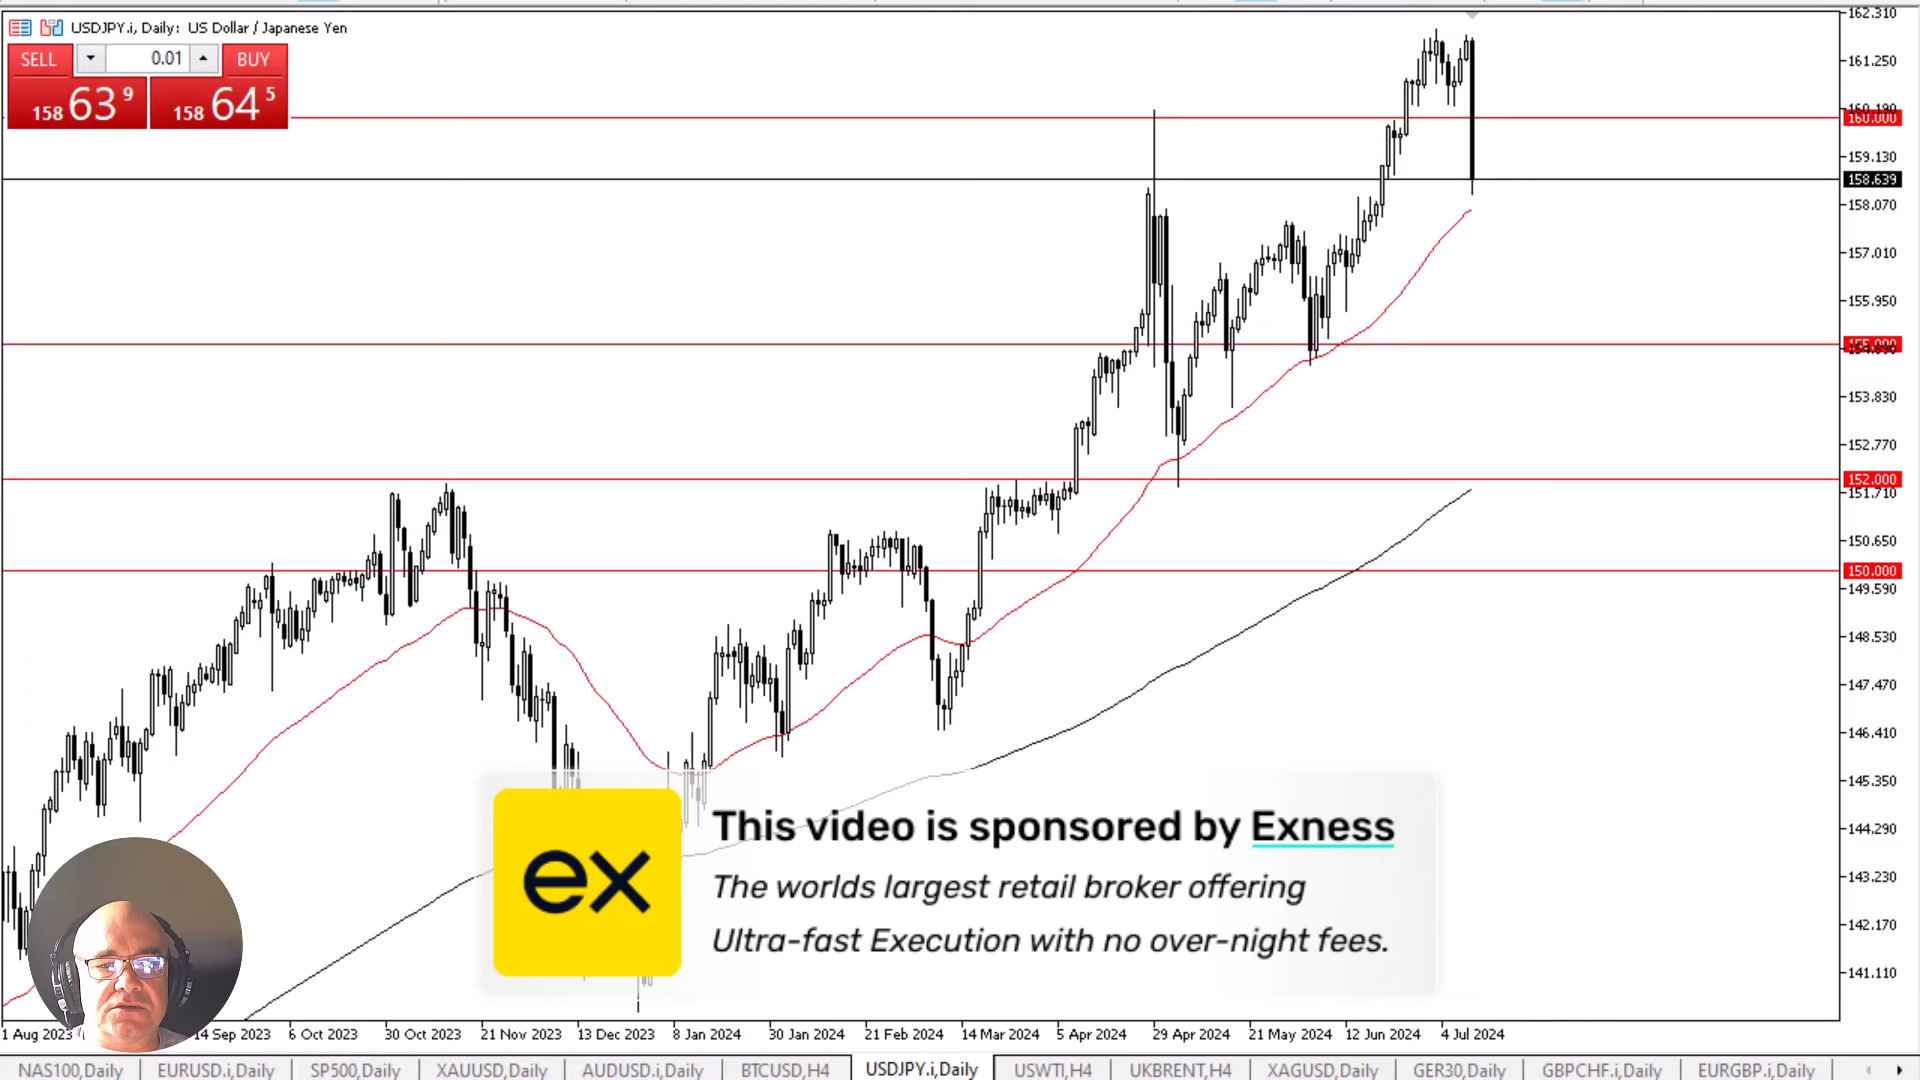 USDJPY.i, Daily: US Dollar / Japanese Yen
SELL 0.01 BUY
158 63 9 158 64 5
162.310
161.250
160.190
160.000
159.130
158.639
158.070
157.010
155.950
155.000
154.890
153.830
152.770
152.000
151.710
150.650
150.000
149.590
148.530
147.470
146.410
145.350
144.290
143.230
142.170
141.110
ex
This video is sponsored by Exness
The worlds largest retail broker offering
Ultra-fast Execution with no over-night fees.
1 Aug 2023 14 Sep 2023 6 Oct 2023 30 Oct 2023 21 Nov 2023 13 Dec 2023 8 Jan 2024 30 Jan 2024 21 Feb 2024 14 Mar 2024 5 Apr 2024 29 Apr 2024 21 May 2024 12 Jun 2024 4 Jul 2024
NAS100,Daily EURUSD.i,Daily SP500,Daily XAUUSD,Daily AUDUSD.i,Daily BTCUSD,H4 USDJPY.i,Daily USWTI,H4 UKBRENT,H4 XAGUSD,Daily GER30,Daily GBPCHF.i,Daily EURGBP.i,Daily